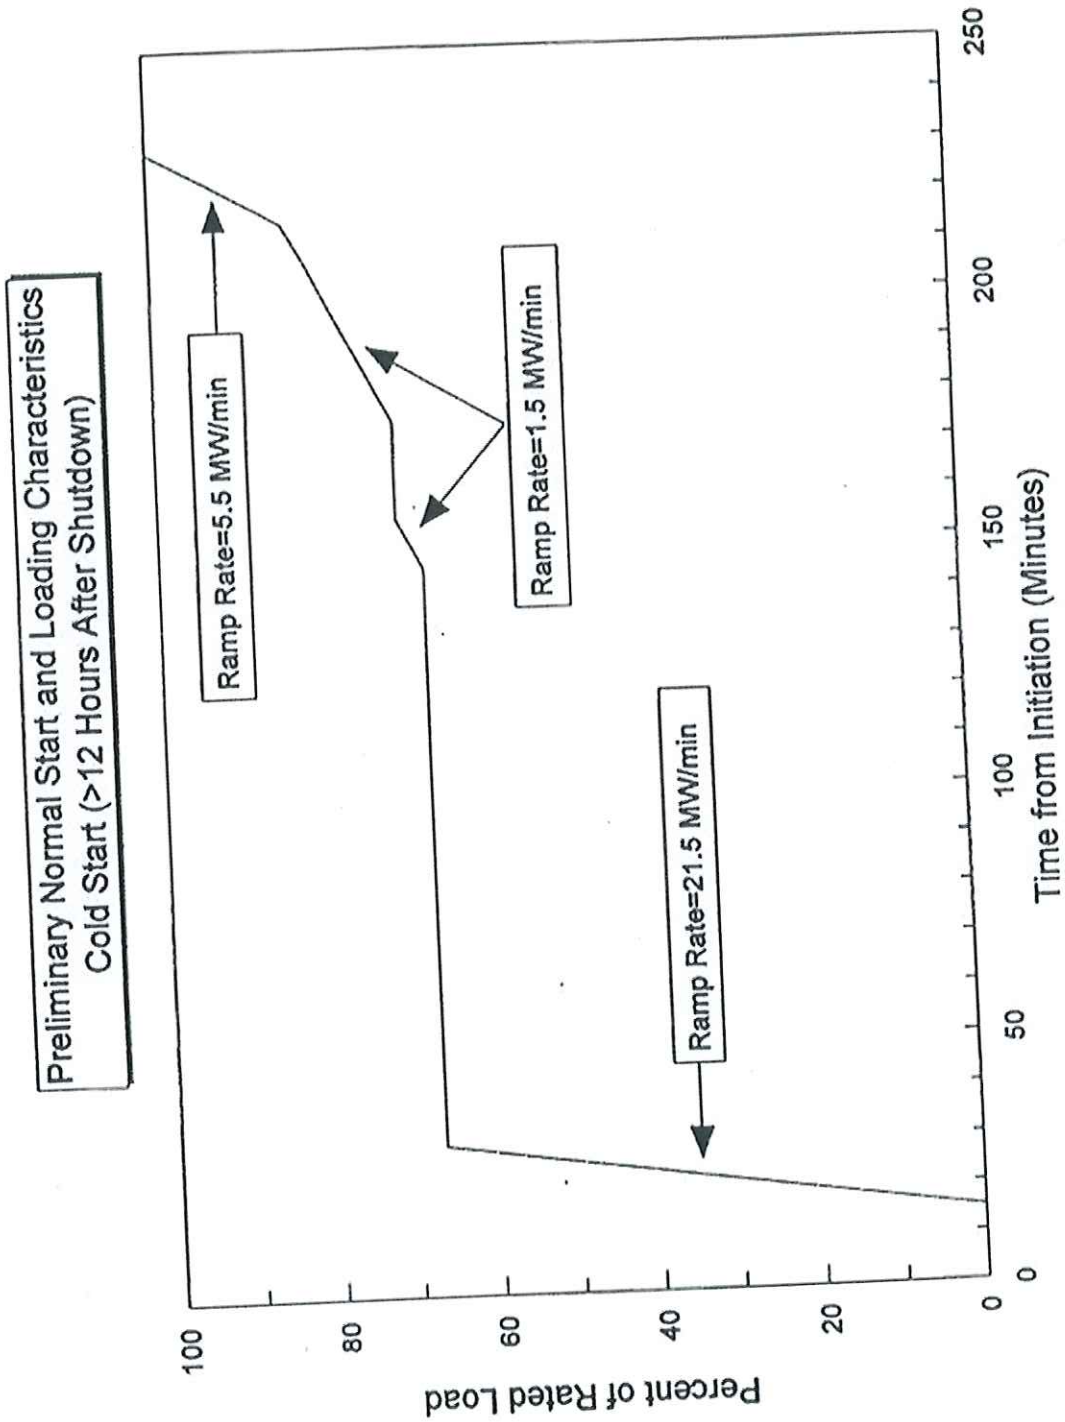 Preliminary Normal Start and Loading Characteristics
Cold Start (>12 Hours After Shutdown)
Percent of Rated Load
100
80
60
40
20
0
Ramp Rate=5.5 MW/min
Ramp Rate=1.5 MW/min
Ramp Rate=21.5 MW/min
0
50
100
150
200
250
Time from Initiation (Minutes)